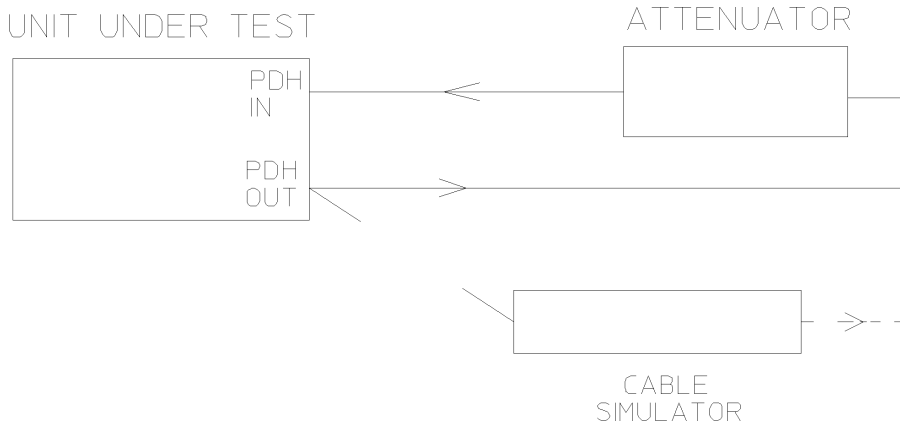 UNIT UNDER TEST
ATTENUATOR
PDH
IN
PDH
OUT
CABLE
SIMULATOR